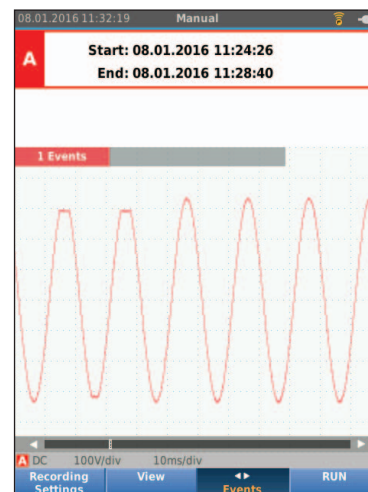 08.01.2016 11:32:19 Manual
A
Start: 08.01.2016 11:24:26
End: 08.01.2016 11:28:40
1 Events
A DC 100V/div 10ms/div
Recording Settings View Events RUN